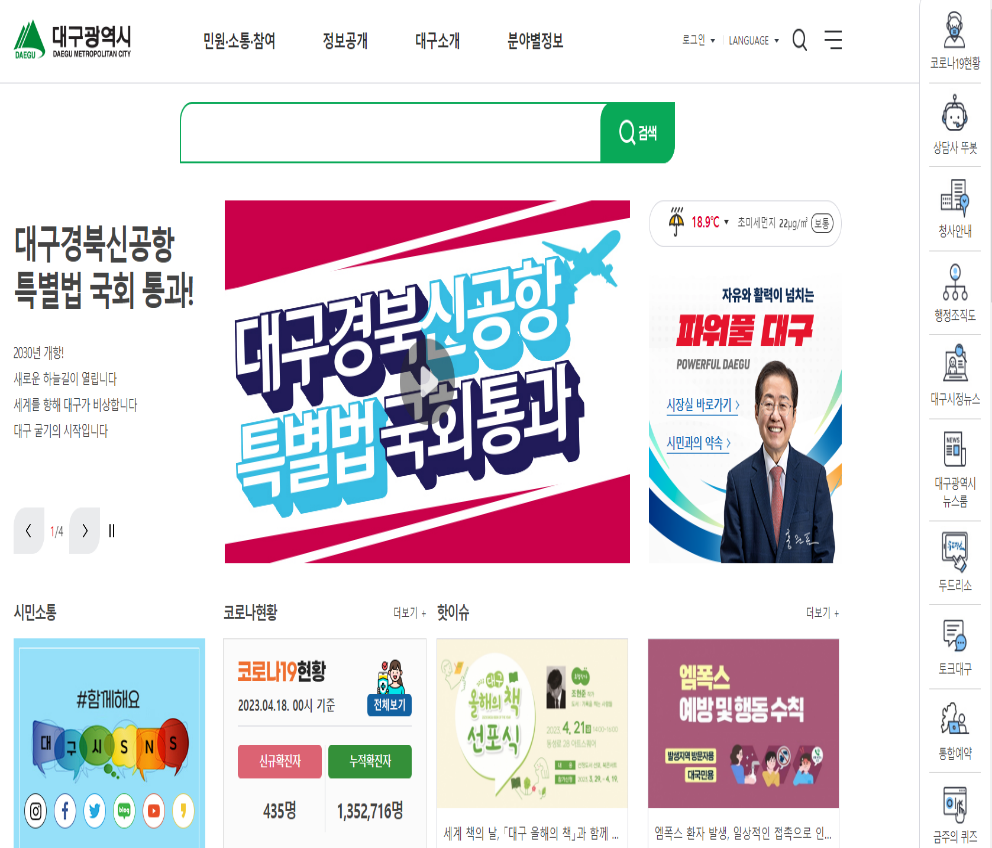 대구광역시
DAEGU METROPOLITAN CITY
DAEGU
민원·소통·참여
정보공개
대구소개
분야별정보
로그인
LANGUAGE
검색
대구경북신공항
특별법 국회 통과!
2030년 개항!
새로운 하늘길이 열립니다
세계를 향해 대구가 비상합니다
대구 굴기의 시작입니다
1/4
대구경북신공항
특별법국회통과
18.9℃
초미세먼지 22μg/㎥ 보통
자유와 활력이 넘치는
파워풀 대구
POWERFUL DAEGU
시장실 바로가기 >
시민과의 약속 >
시민소통
#함께해요
대구시SNS
blog
코로나현황
더보기 +
코로나19현황
2023.04.18. 00시 기준
전체보기
신규확진자
누적확진자
435명
1,352,716명
핫이슈
더보기 +
올해의 책
선포식
2023. 4. 21
세계 책의 날, 「대구 올해의 책」과 함께 ...
엠폭스
예방 및 행동 수칙
발생지역 방문자용
대국민용
엠폭스 환자 발생, 일상적인 접촉으로 인...
코로나19현황
상담사 뚜봇
청사안내
행정조직도
대구시정뉴스
NEWS
대구광역시
뉴스룸
두드리소
토크대구
통합예약
금주의 퀴즈